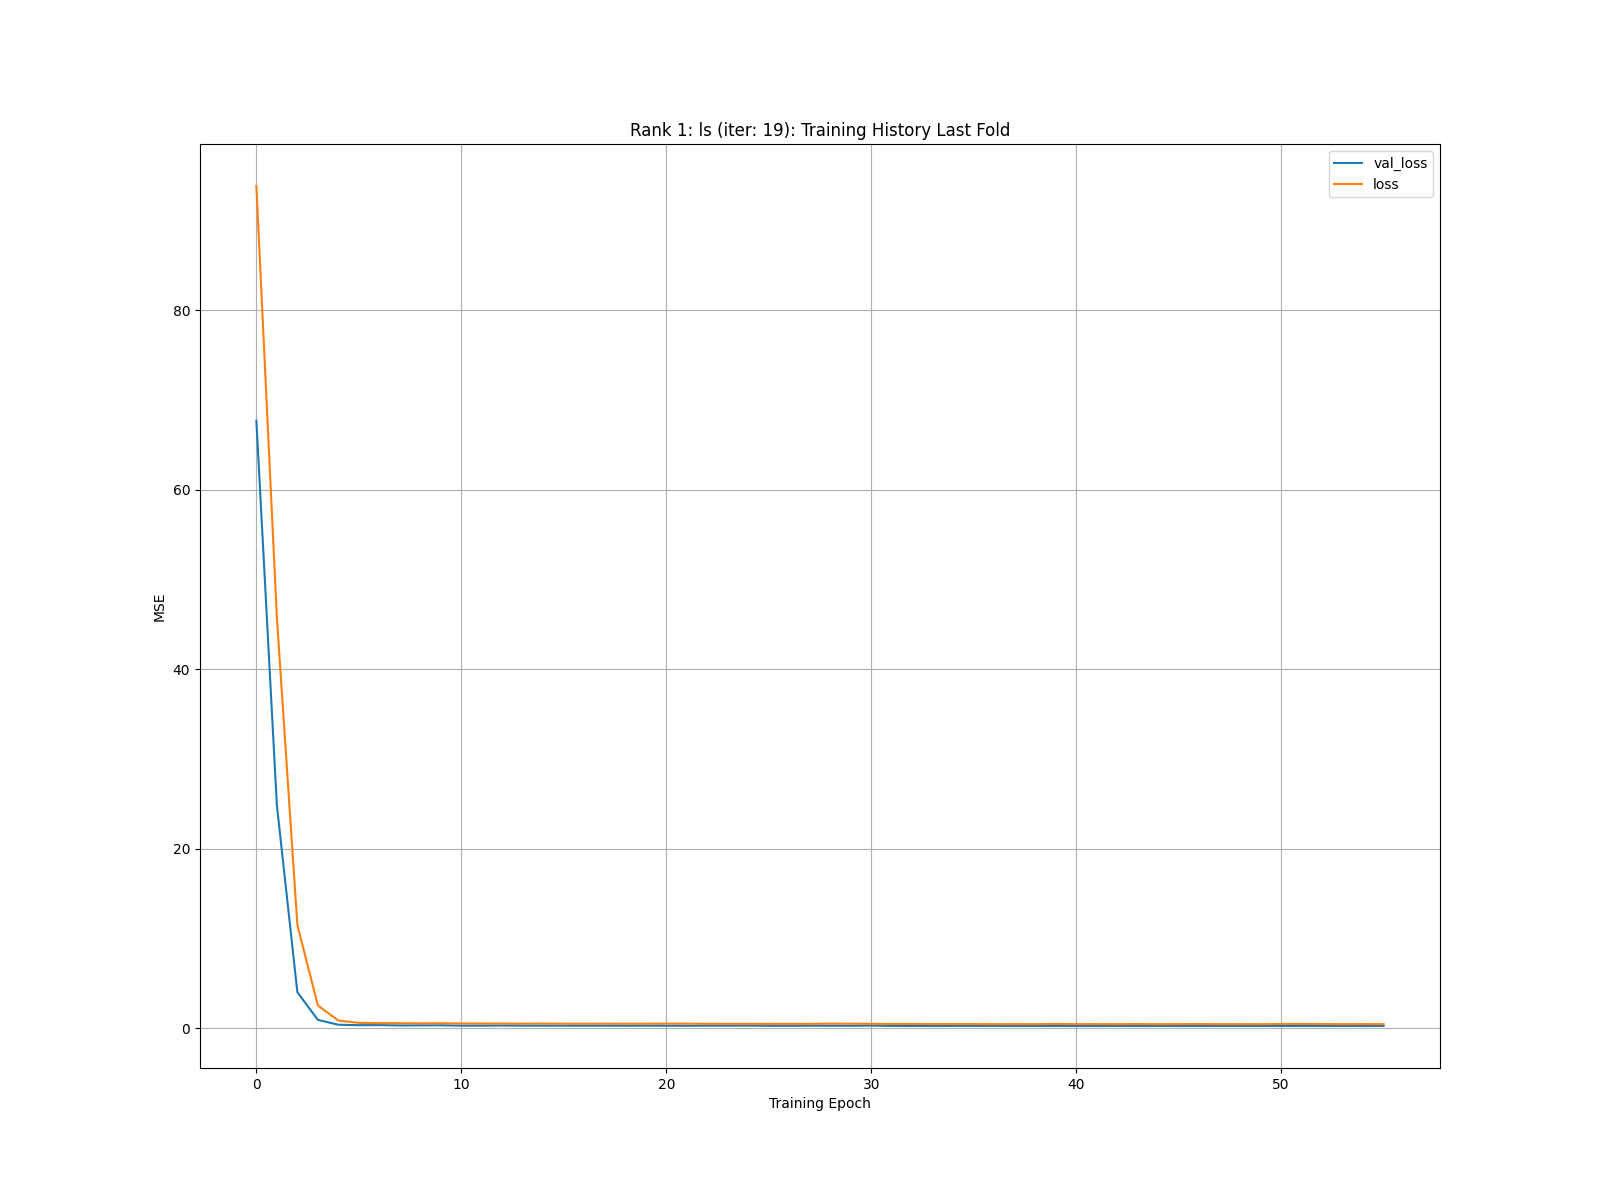 Rank 1: ls (iter: 19): Training History Last Fold
val_loss
loss
MSE
80
60
40
20
0
0 10 20 30 40 50
Training Epoch